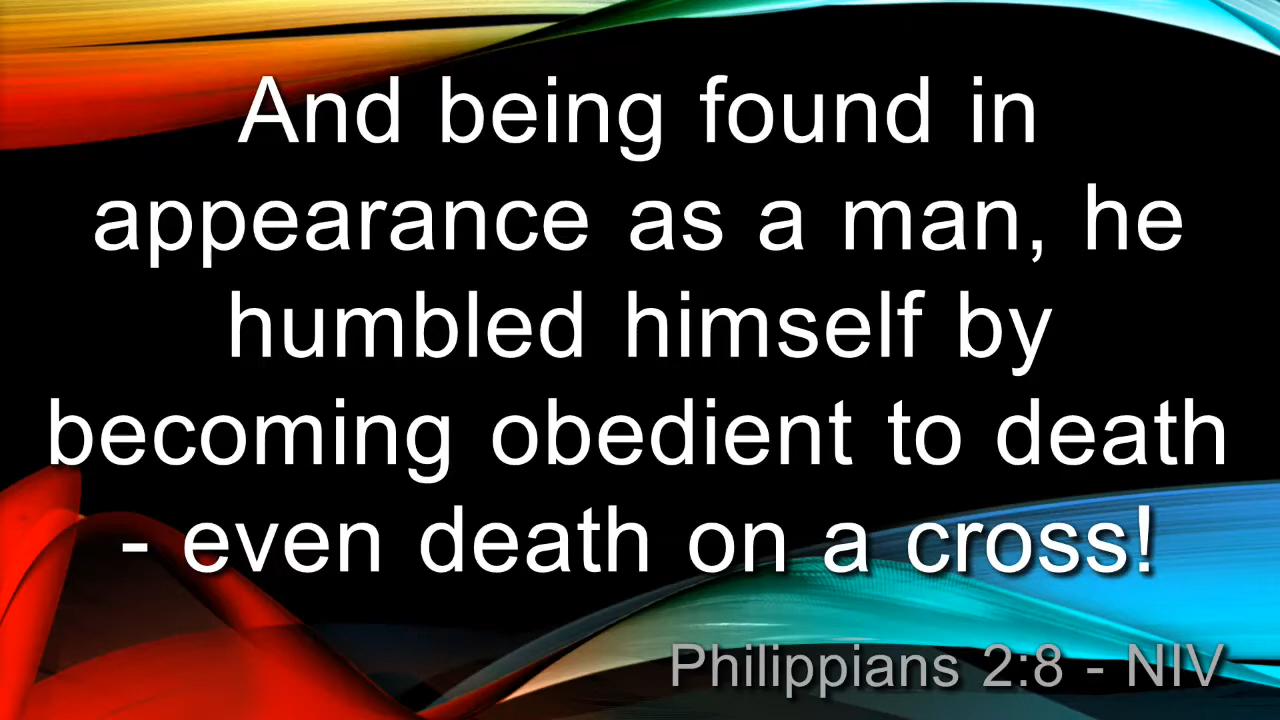 And being found in
appearance as a man, he
humbled himself by
becoming obedient to death
- even death on a cross!
Philippians 2:8 - NIV